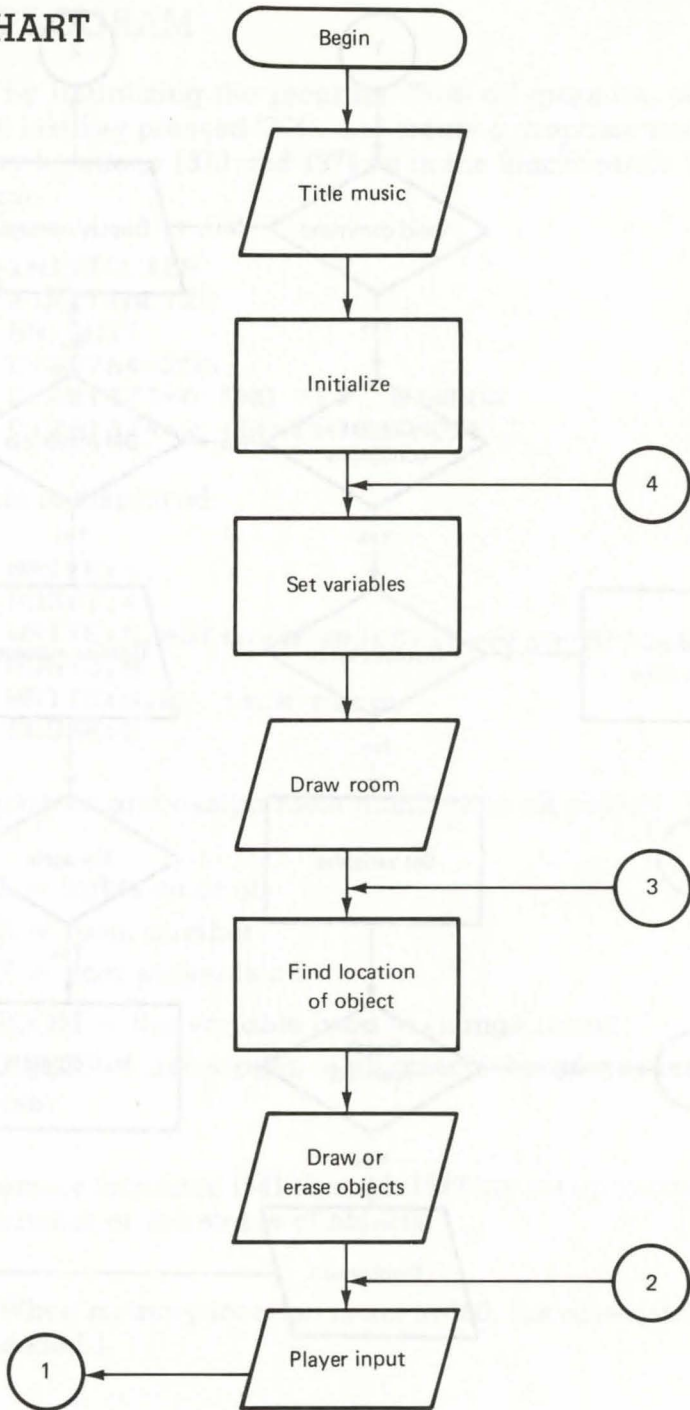 HART
Begin
Title music
Initialize
4
Set variables
Draw room
3
Find location
of object
Draw or
erase objects
2
Player input
1